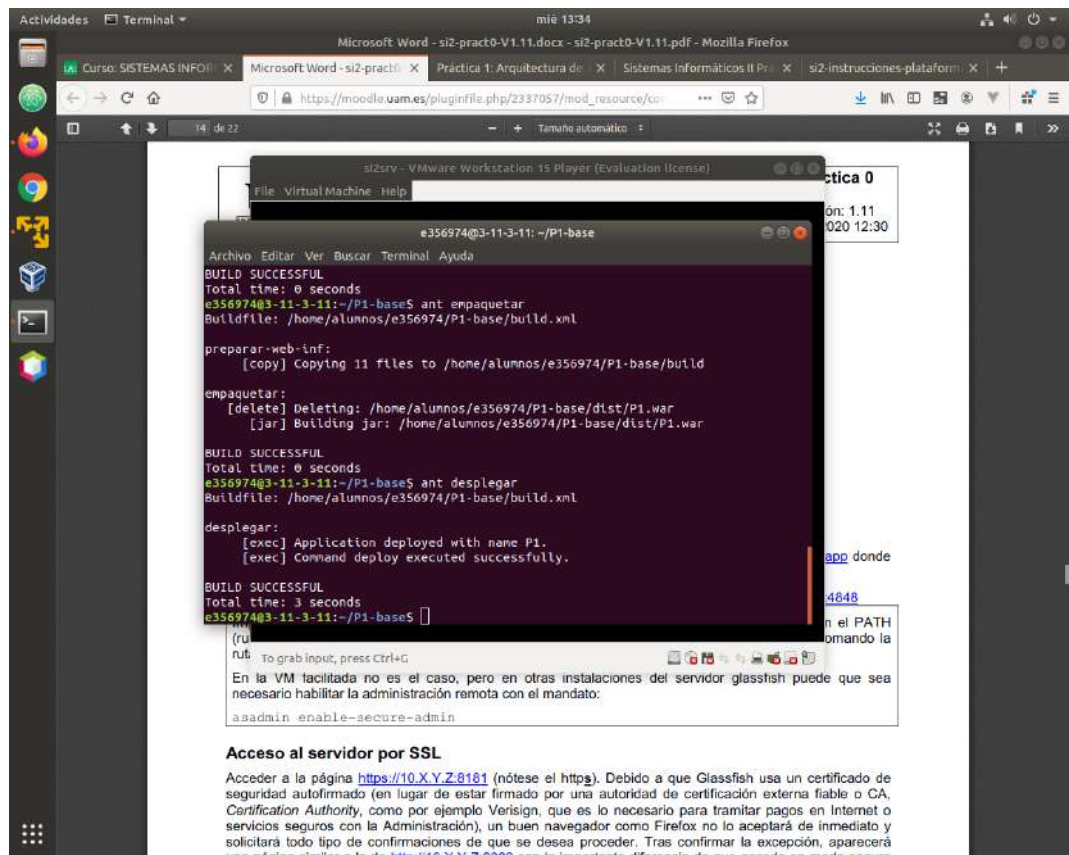 Actividades Terminal mié 13:34
Microsoft Word - si2-pract0-V1.11.docx - si2-pract0-V1.11.pdf - Mozilla Firefox
Curso: SISTEMAS INFOR Microsoft Word - si2-pract0 Práctica 1: Arquitectura de Sistemas Informáticos II Pr si2-instrucciones-plataform
https://moodle.uam.es/pluginfile.php/2337057/mod_resource/co
14 de 22 Tamaño automático
ctica 0
si2srv - VMware Workstation 15 Player (Evaluation license)
File Virtual Machine Help
ón: 1.11
020 12:30
e356974@3-11-3-11: ~/P1-base
Archivo Editar Ver Buscar Terminal Ayuda
BUILD SUCCESSFUL
Total time: 0 seconds
e356974@3-11-3-11:~/P1-base$ ant empaquetar
Buildfile: /home/alumnos/e356974/P1-base/build.xml
preparar-web-inf:
[copy] Copying 11 files to /home/alumnos/e356974/P1-base/build
empaquetar:
[delete] Deleting: /home/alumnos/e356974/P1-base/dist/P1.war
[jar] Building jar: /home/alumnos/e356974/P1-base/dist/P1.war
BUILD SUCCESSFUL
Total time: 0 seconds
e356974@3-11-3-11:~/P1-base$ ant desplegar
Buildfile: /home/alumnos/e356974/P1-base/build.xml
desplegar:
[exec] Application deployed with name P1.
[exec] Command deploy executed successfully.
app donde
BUILD SUCCESSFUL
Total time: 3 seconds
:4848
e356974@3-11-3-11:~/P1-base$
n el PATH
(ru omando la
rut
To grab input, press Ctrl+G
En la VM facilitada no es el caso, pero en otras instalaciones del servidor glassfish puede que sea
necesario habilitar la administración remota con el mandato:
asadmin enable-secure-admin
Acceso al servidor por SSL
Acceder a la página https://10.X.Y.Z:8181 (nótese el https). Debido a que Glassfish usa un certificado de
seguridad autofirmado (en lugar de estar firmado por una autoridad de certificación externa fiable o CA,
Certification Authority, como por ejemplo Verisign, que es lo necesario para tramitar pagos en Internet o
servicios seguros con la Administración), un buen navegador como Firefox no lo aceptará de inmediato y
solicitará todo tipo de confirmaciones de que se desea proceder. Tras confirmar la excepción, aparecerá